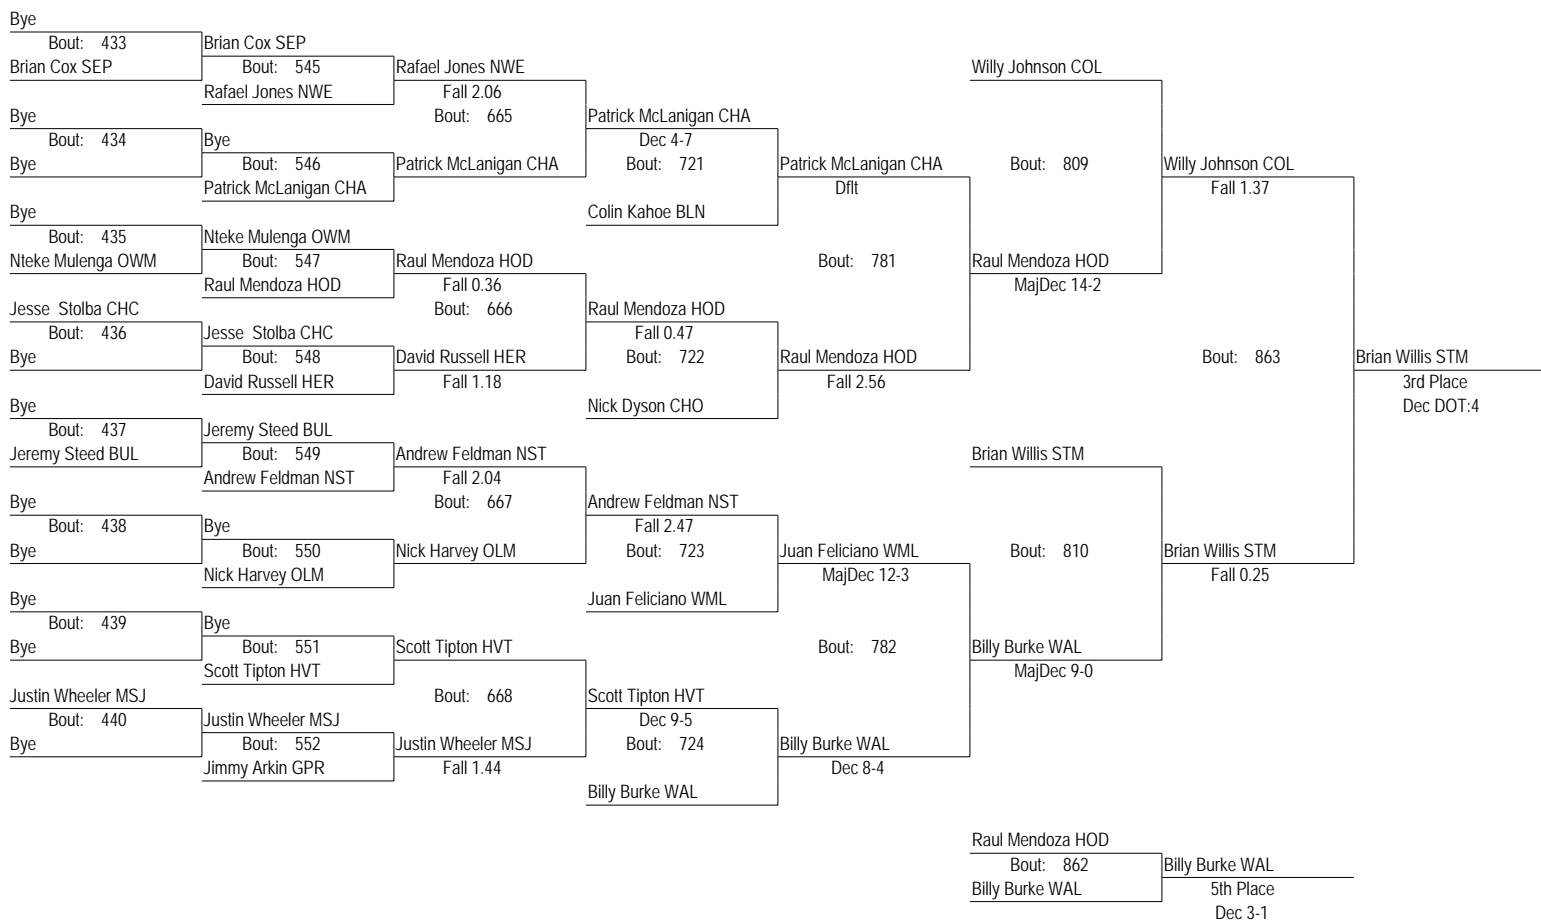 Bye
Bout: 433
Brian Cox SEP
Brian Cox SEP
Bout: 545
Rafael Jones NWE
Rafael Jones NWE
Fall 2.06
Bout: 665
Bye
Bout: 434
Bye
Bye
Bout: 546
Patrick McLanigan CHA
Patrick McLanigan CHA
Patrick McLanigan CHA
Dec 4-7
Bout: 721
Colin Kahoe BLN
Patrick McLanigan CHA
Dflt
Bye
Bout: 435
Nteke Mulenga OWM
Nteke Mulenga OWM
Bout: 547
Raul Mendoza HOD
Raul Mendoza HOD
Fall 0.36
Bout: 666
Jesse  Stolba CHC
Bout: 436
Bye
Jesse  Stolba CHC
Bout: 548
David Russell HER
David Russell HER
Fall 1.18
Raul Mendoza HOD
Fall 0.47
Bout: 722
Nick Dyson CHO
Raul Mendoza HOD
Fall 2.56
Bout: 781
Raul Mendoza HOD
MajDec 14-2
Willy Johnson COL
Bout: 809
Willy Johnson COL
Fall 1.37
Bye
Bout: 437
Jeremy Steed BUL
Jeremy Steed BUL
Bout: 549
Andrew Feldman NST
Andrew Feldman NST
Fall 2.04
Bout: 667
Bye
Bout: 438
Bye
Bye
Bout: 550
Nick Harvey OLM
Nick Harvey OLM
Andrew Feldman NST
Fall 2.47
Bout: 723
Juan Feliciano WML
Juan Feliciano WML
MajDec 12-3
Bye
Bout: 439
Bye
Bye
Bout: 551
Scott Tipton HVT
Scott Tipton HVT
Bout: 668
Justin Wheeler MSJ
Bout: 440
Bye
Justin Wheeler MSJ
Bout: 552
Jimmy Arkin GPR
Justin Wheeler MSJ
Fall 1.44
Scott Tipton HVT
Dec 9-5
Bout: 724
Billy Burke WAL
Billy Burke WAL
Dec 8-4
Bout: 782
Billy Burke WAL
MajDec 9-0
Brian Willis STM
Bout: 810
Brian Willis STM
Fall 0.25
Bout: 863
Brian Willis STM
3rd Place
Dec DOT:4
Raul Mendoza HOD
Bout: 862
Billy Burke WAL
Billy Burke WAL
5th Place
Dec 3-1